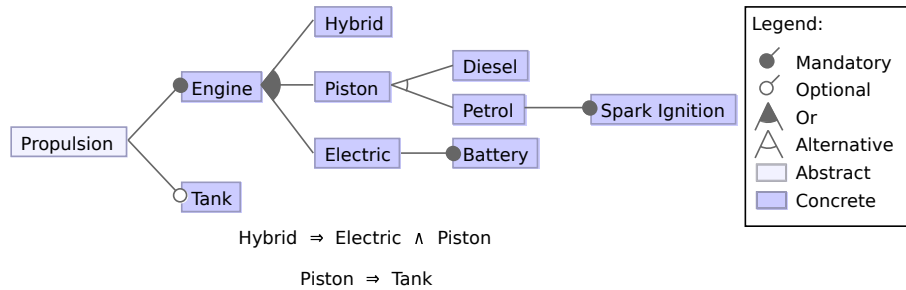 Hybrid
Legend:
Diesel
Mandatory
Engine
Piston
Optional
Petrol
Spark Ignition
Or
Propulsion
Alternative
Electric
Battery
Abstract
Tank
Concrete
Hybrid ⇒ Electric ∧ Piston
Piston ⇒ Tank